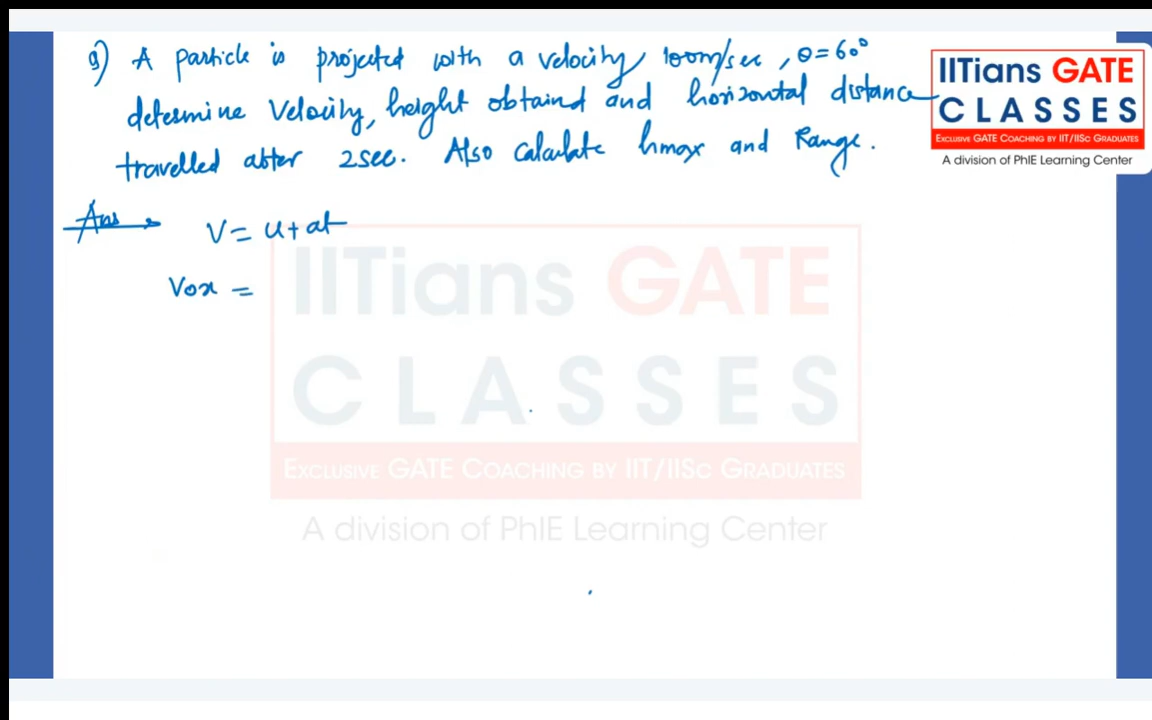 g) A particle is projected with a velocity 100m/sec, θ=60°
determine velocity, height obtaind and horizontal distance
travelled abter 2sec. Also calculate hmax and Range.
Ans
V = u+at
Vox =
IITians GATE
CLASSES
EXCLUSIVE GATE COACHING BY IIT/IISC GRADUATES
A division of PhIE Learning Center
IITians GATE
CLASSES
EXCLUSIVE GATE COACHING BY IIT/IISC GRADUATES
A division of PhIE Learning Center